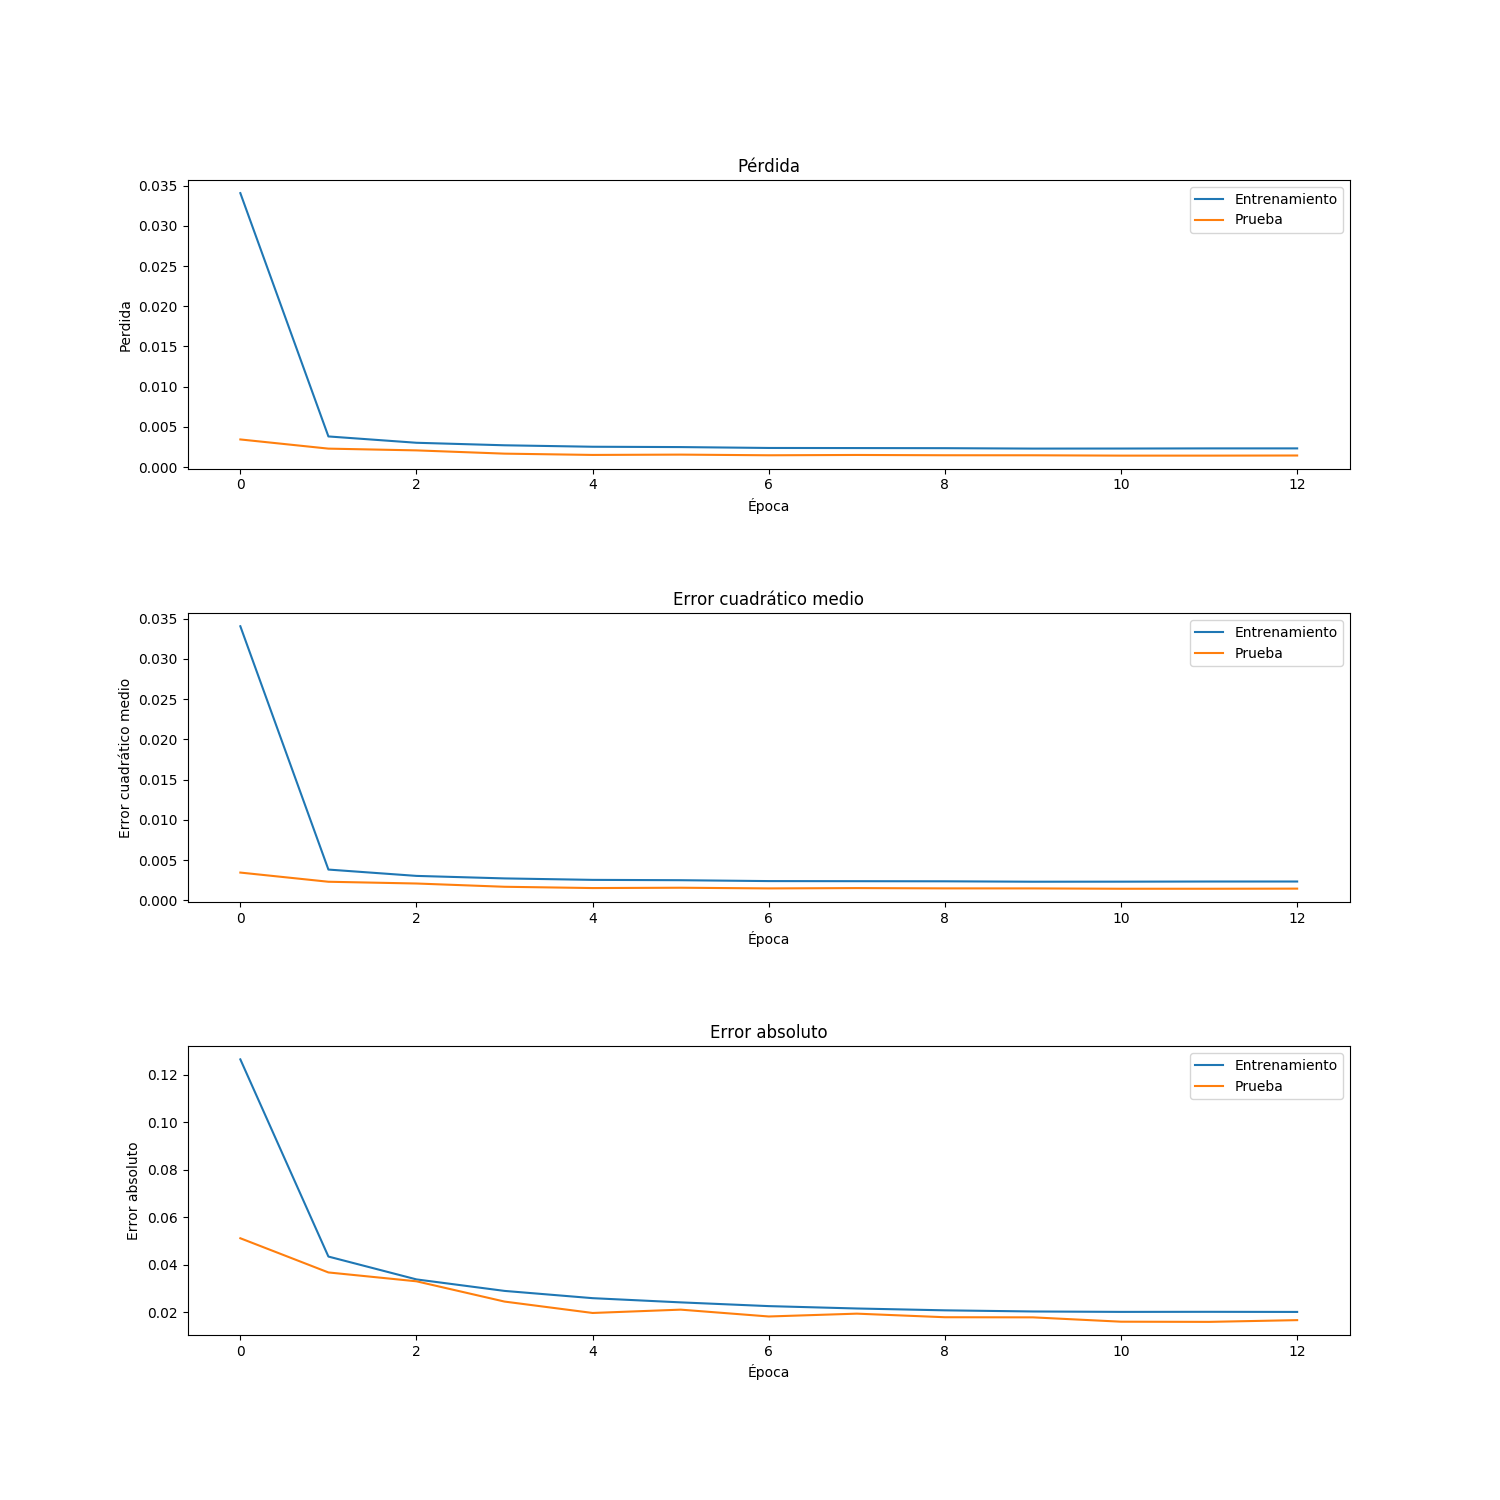 Pérdida
0.035
0.030
0.025
0.020
0.015
0.010
0.005
0.000
Perdida
Entrenamiento
Prueba
0 2 4 6 8 10 12
Época
Error cuadrático medio
0.035
0.030
0.025
0.020
0.015
0.010
0.005
0.000
Error cuadrático medio
Entrenamiento
Prueba
0 2 4 6 8 10 12
Época
Error absoluto
0.12
0.10
0.08
0.06
0.04
0.02
Error absoluto
Entrenamiento
Prueba
0 2 4 6 8 10 12
Época